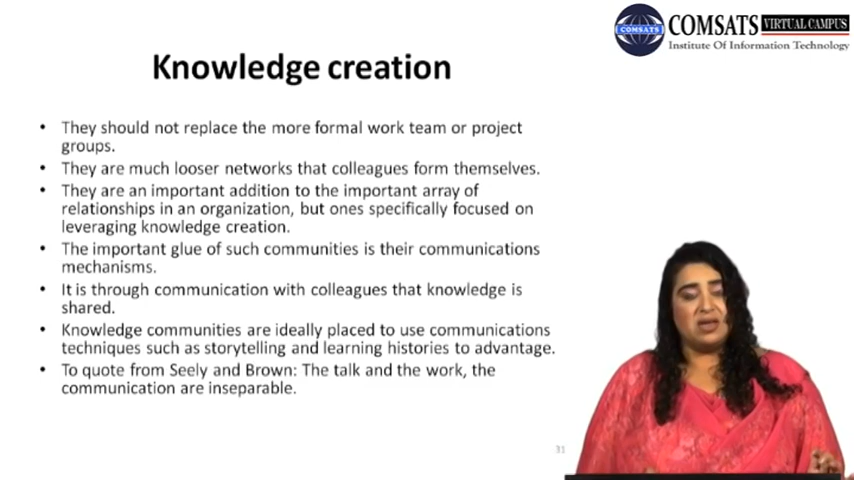 COMSATS VIRTUAL CAMPUS
COMSATS
Institute Of Information Technology
Knowledge creation
• They should not replace the more formal work team or project
groups.
• They are much looser networks that colleagues form themselves.
• They are an important addition to the important array of
relationships in an organization, but ones specifically focused on
leveraging knowledge creation.
• The important glue of such communities is their communications
mechanisms.
• It is through communication with colleagues that knowledge is
shared.
• Knowledge communities are ideally placed to use communications
techniques such as storytelling and learning histories to advantage.
• To quote from Seely and Brown: The talk and the work, the
communication are inseparable.
31